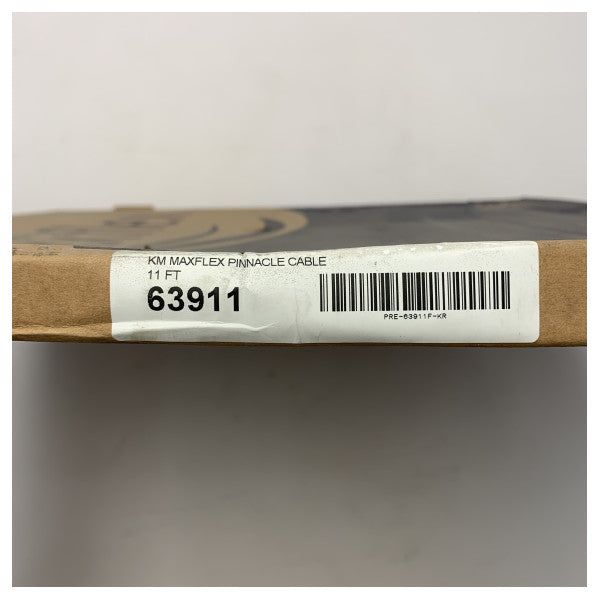 KM MAXFLEX PINNACLE CABLE
11 FT
63911
PRE-63911F-KR